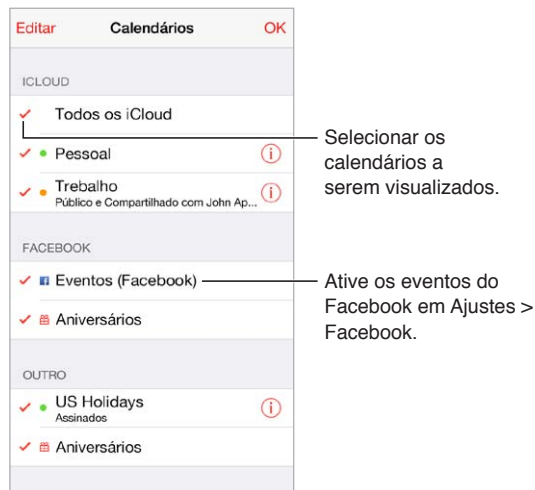 Editar Calendários OK
ICLOUD
Todos os iCloud
Pessoal
Trabalho
Público e Compartilhado com John Ap...
FACEBOOK
Eventos (Facebook)
Aniversários
OUTRO
US Holidays
Assinados
Aniversários
Selecionar os
calendários a
serem visualizados.
Ative os eventos do
Facebook em Ajustes >
Facebook.